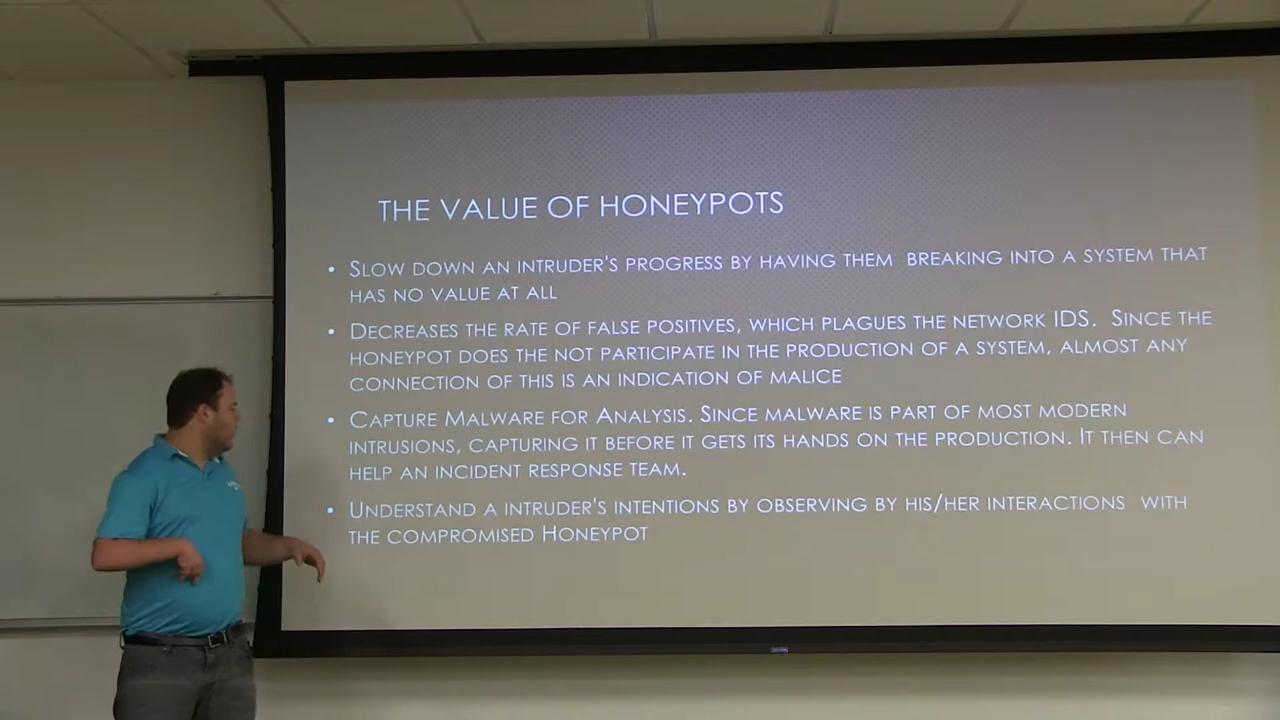 THE VALUE OF HONEYPOTS
• SLOW DOWN AN INTRUDER'S PROGRESS BY HAVING THEM BREAKING INTO A SYSTEM THAT
HAS NO VALUE AT ALL
• DECREASES THE RATE OF FALSE POSITIVES, WHICH PLAGUES THE NETWORK IDS. SINCE THE
HONEYPOT DOES THE NOT PARTICIPATE IN THE PRODUCTION OF A SYSTEM, ALMOST ANY
CONNECTION OF THIS IS AN INDICATION OF MALICE
• CAPTURE MALWARE FOR ANALYSIS. SINCE MALWARE IS PART OF MOST MODERN
INTRUSIONS, CAPTURING IT BEFORE IT GETS ITS HANDS ON THE PRODUCTION. IT THEN CAN
HELP AN INCIDENT RESPONSE TEAM.
• UNDERSTAND A INTRUDER'S INTENTIONS BY OBSERVING BY HIS/HER INTERACTIONS WITH
THE COMPROMISED HONEYPOT